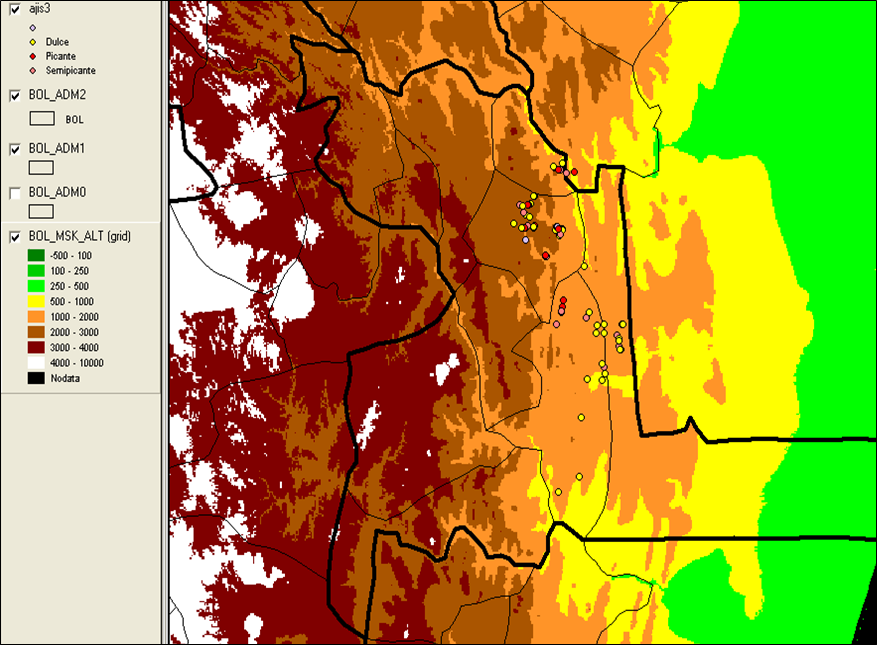 ajis3
Dulce
Picante
Semipicante
BOL_ADM2
BOL
BOL_ADM1
BOL_ADM0
BOL_MSK_ALT (grid)
-500 - 100
100 - 250
250 - 500
500 - 1000
1000 - 2000
2000 - 3000
3000 - 4000
4000 - 10000
Nodata